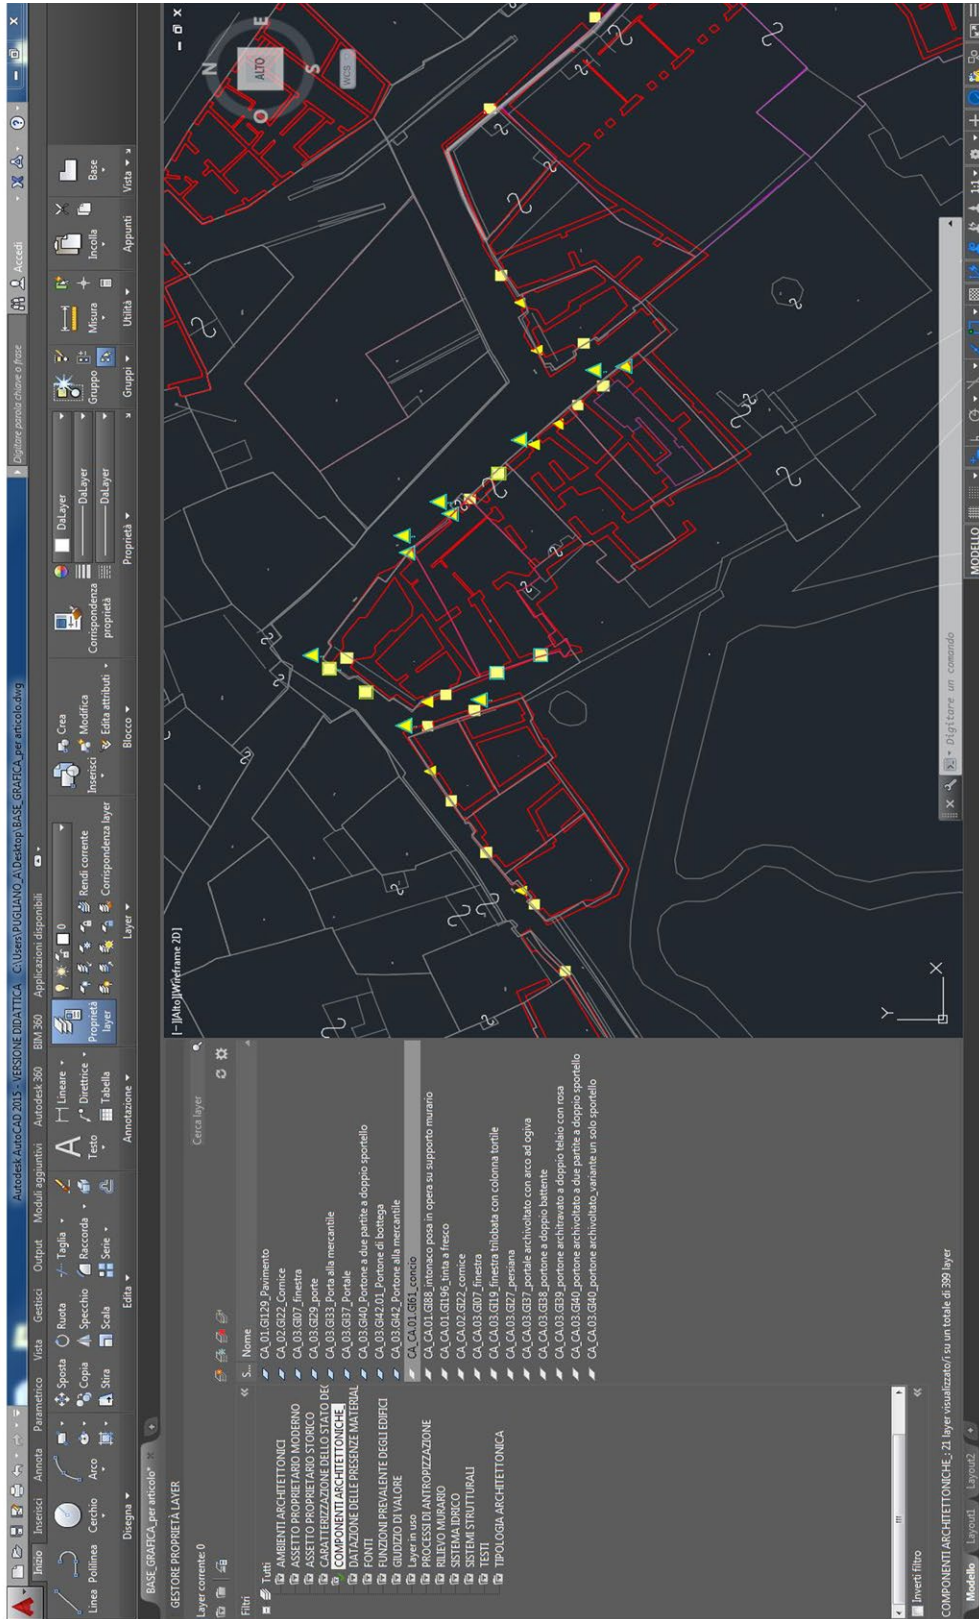 Autodesk AutoCAD 2015 - VERSIONE DIDATTICA C:\Users\PUGLIANO_A\Desktop\BASE_GRAFICA_per articolo.dwg
Digitare parola chiave o frase
Accedi
Inizio Inserisci Annota Parametrico Vista Gestisci Output Moduli aggiuntivi Autodesk 360 BIM 360 Applicazioni disponibili
Linea Polilinea Cerchio Arco
Sposta Ruota Taglia
Copia Specchio Raccorda
Stira Scala Serie
Testo
Lineare
Direttrice
Tabella
Proprietà layer
0
Rendi corrente
Corrispondenza layer
Inserisci
Crea
Modifica
Edita attributi
Corrispondenza proprietà
DaLayer
DaLayer
DaLayer
Gruppo
Misura
Incolla
Base
Disegna Edita Annotazione Layer Blocco Proprietà Gruppi Utilità Appunti Vista
BASE_GRAFICA_per articolo*
GESTORE PROPRIETÀ LAYER
Layer corrente: 0
Cerca layer
Filtri
Tutti
AMBIENTI ARCHITETTONICI
ASSETTO PROPRIETARIO MODERNO
ASSETTO PROPRIETARIO STORICO
CARATTERIZZAZIONE DELLO STATO DE
COMPONENTI ARCHITETTONICHE_
DATAZIONE DELLE PRESENZE MATERIAL
FONTI
FUNZIONI PREVALENTE DEGLI EDIFICI
GIUDIZIO DI VALORE
Layer in uso
PROCESSI DI ANTROPIZZAZIONE
RILIEVO MURARIO
SISTEMA IDRICO
SISTEMI STRUTTURALI
TESTI
TIPOLOGIA ARCHITETTONICA
Inverti filtro
S... Nome
CA_01.GI129_Pavimento
CA_02.GI22_Cornice
CA_03.GI07_finestra
CA_03.GI29_porte
CA_03.GI33_Porta alla mercantile
CA_03.GI37_Portale
CA_03.GI40_Portone a due partite a doppio sportello
CA_03.GI42.01_Portone di bottega
CA_03.GI42_Portone alla mercantile
CA_CA.01.GI61_concio
CA_CA.01.GI88_intonaco posa in opera su supporto murario
CA_CA.01.GI196_tinta a fresco
CA_CA.02.GI22_cornice
CA_CA.03.GI07_finestra
CA_CA.03.GI19_finestra trilobata con colonna tortile
CA_CA.03.GI27_persiana
CA_CA.03.GI37_portale archivoltato con arco ad ogiva
CA_CA.03.GI38_portone a doppio battente
CA_CA.03.GI39_portone architravato a doppio telaio con rosa
CA_CA.03.GI40_portone archivoltato a due partite a doppio sportello
CA_CA.03.GI40_portone archivoltato_variante un solo sportello
COMPONENTI ARCHITETTONICHE_: 21 layer visualizzato/i su un totale di 399 layer
[–][Alto][Wireframe 2D]
N
E
S
O
ALTO
WCS
Y
X
Digitare un comando
Modello Layout1 Layout2
MODELLO
1:1